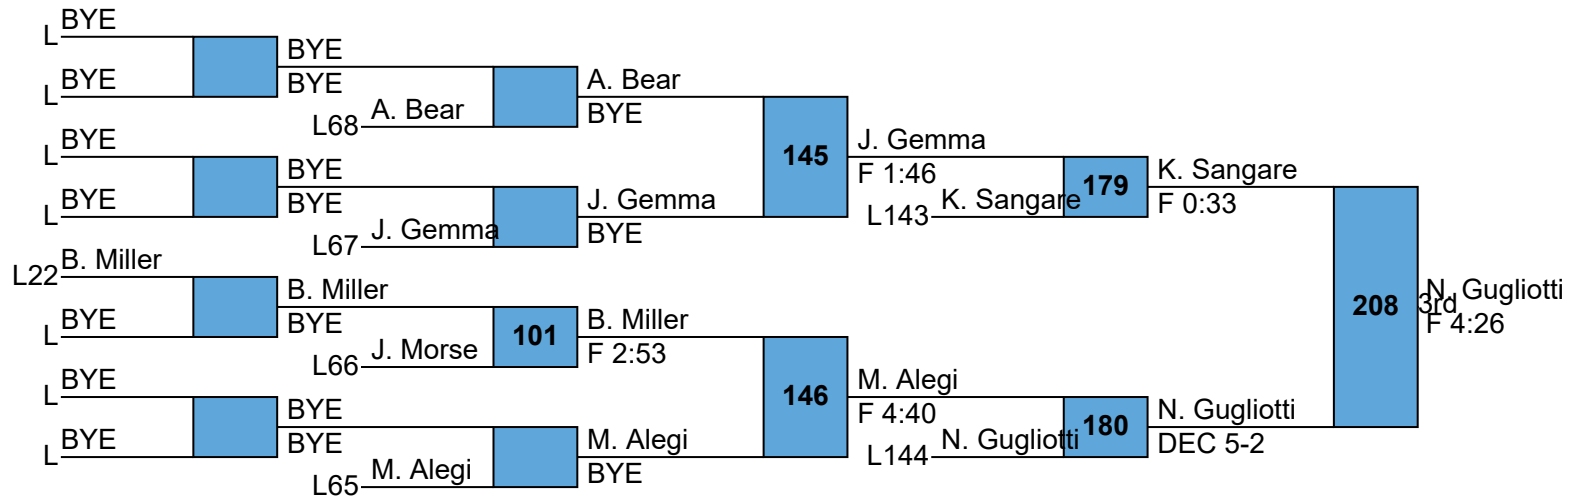 BYE
L
BYE
BYE
L
BYE
A. Bear
L68
A. Bear
BYE
BYE
L
BYE
BYE
L
BYE
J. Gemma
L67
J. Gemma
BYE
145
J. Gemma
F 1:46
K. Sangare
L143
179
K. Sangare
F 0:33
B. Miller
L22
B. Miller
BYE
L
BYE
J. Morse
L66
101
B. Miller
F 2:53
BYE
L
BYE
BYE
L
BYE
M. Alegi
L65
M. Alegi
BYE
146
M. Alegi
F 4:40
N. Gugliotti
L144
180
N. Gugliotti
DEC 5-2
208
3rd
N. Gugliotti
F 4:26